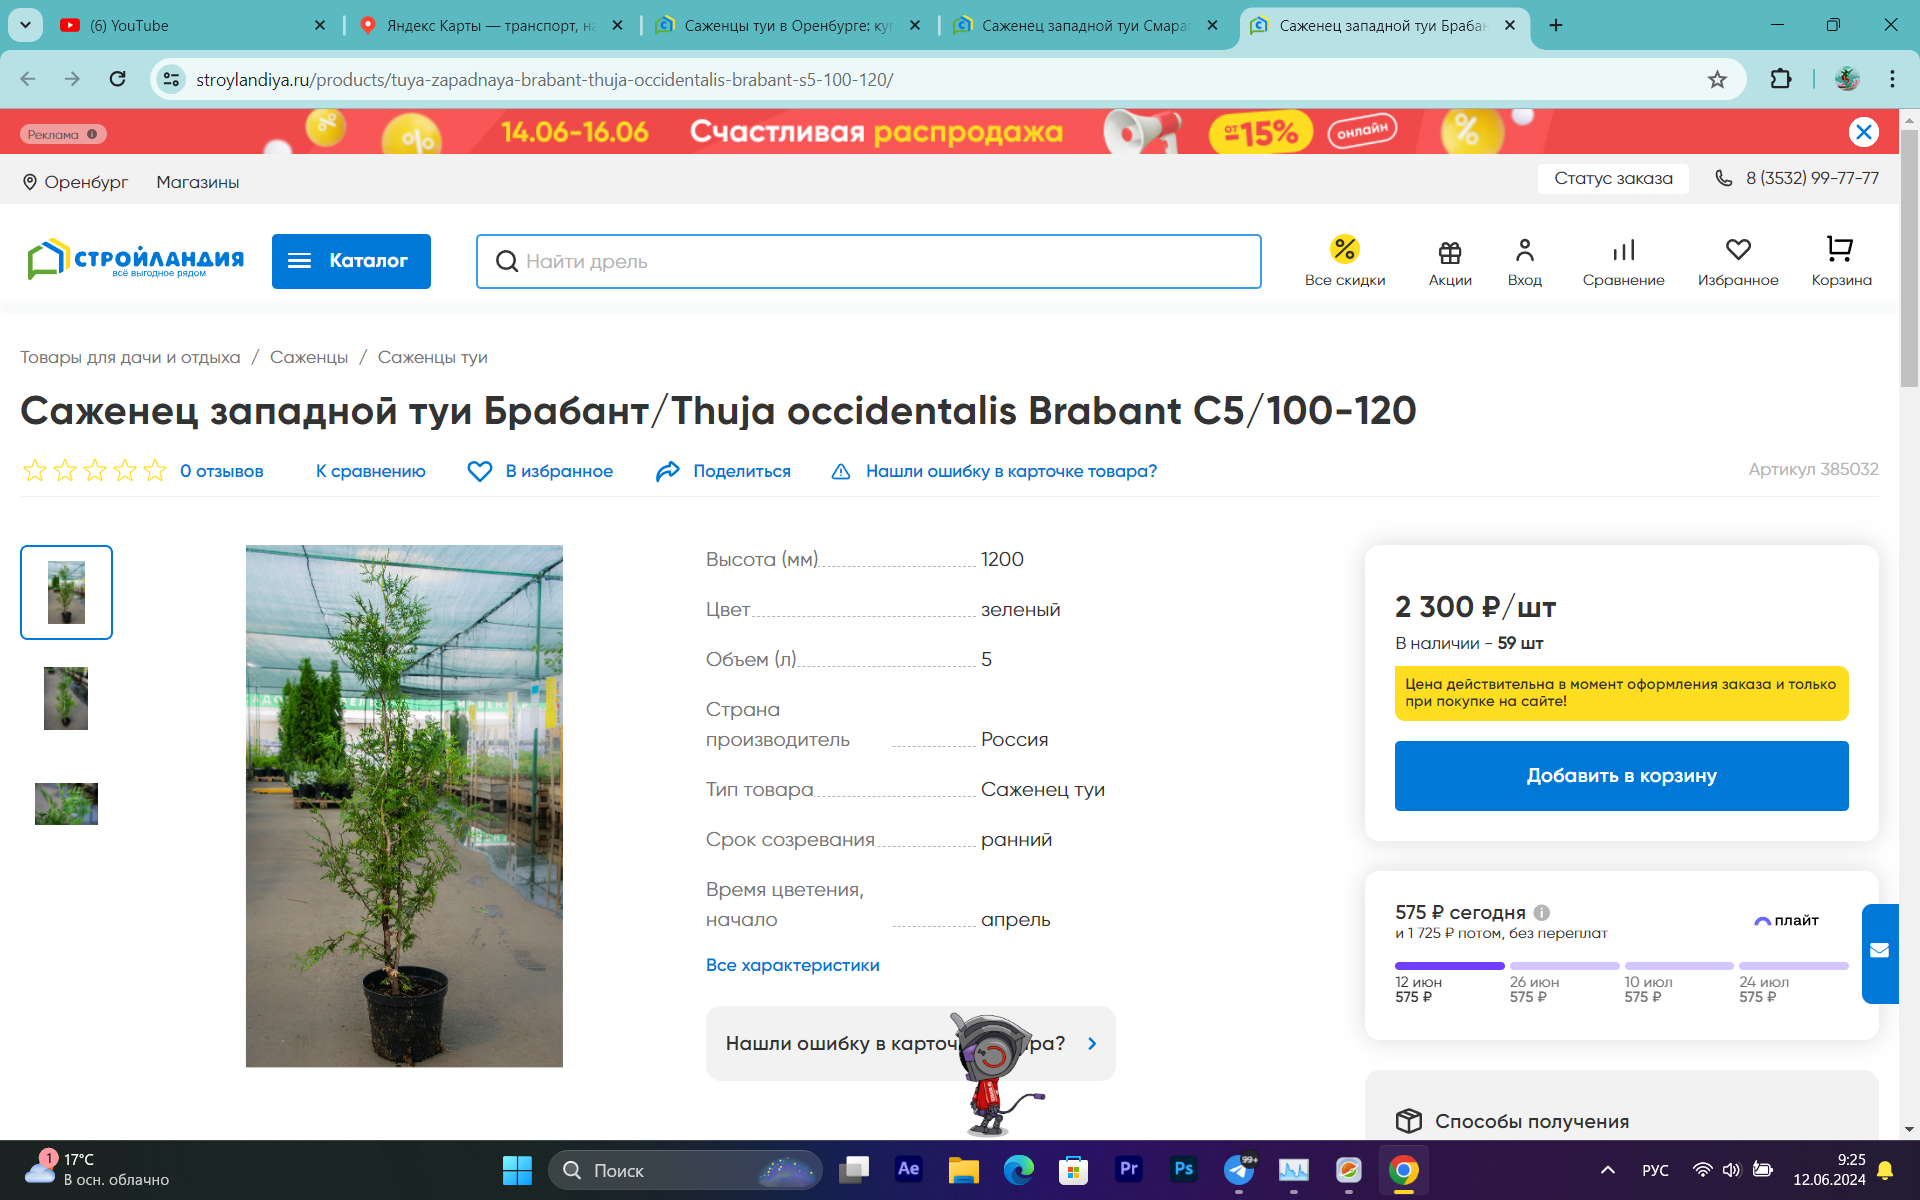 (6) YouTube
Яндекс Карты — транспорт, на
Саженцы туи в Оренбурге: куп
Саженец западной туи Смараг
Саженец западной туи Брабан
stroylandiya.ru/products/tuya-zapadnaya-brabant-thuja-occidentalis-brabant-s5-100-120/
Реклама
14.06-16.06 Счастливая распродажа от -15% онлайн
Оренбург Магазины
Статус заказа 8 (3532) 99-77-77
СТРОЙЛАНДИЯ
всё выгодное рядом
Каталог
Найти дрель
Все скидки Акции Вход Сравнение Избранное Корзина
Товары для дачи и отдыха / Саженцы / Саженцы туи
Саженец западной туи Брабант/Thuja occidentalis Brabant C5/100-120
0 отзывов К сравнению В избранное Поделиться Нашли ошибку в карточке товара? Артикул 385032
Высота (мм) 1200
Цвет зеленый
Объем (л) 5
Страна
производитель Россия
Тип товара Саженец туи
Срок созревания ранний
Время цветения,
начало апрель
Все характеристики
Нашли ошибку в карточ ра?
2 300 ₽/шт
В наличии - 59 шт
Цена действительна в момент оформления заказа и только
при покупке на сайте!
Добавить в корзину
575 ₽ сегодня
и 1 725 ₽ потом, без переплат
плайт
12 июн 26 июн 10 июл 24 июл
575 ₽ 575 ₽ 575 ₽ 575 ₽
Способы получения
1
17°C
В осн. облачно
Поиск
Ae
Pr
Ps
99+
РУС
9:25
12.06.2024